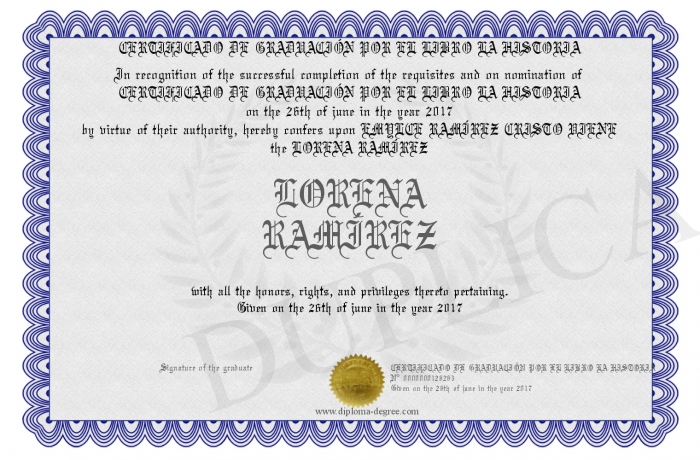 CERTIFICADO DE GRADUACIÓN POR EL LIBRO LA HISTORIA
In recognition of the successful completion of the requisites and on nomination of
CERTIFICADO DE GRADUACIÓN POR EL LIBRO LA HISTORIA
on the 26th of june in the year 2017
by virtue of their authority, hereby confers upon EMYLCE RAMÍREZ CRISTO VIENE
the LORENA RAMÍREZ
LORENA
RAMÍREZ
with all the honors, rights, and privileges thereto pertaining.
Given on the 26th of june in the year 2017
DUPLICA
Signature of the graduate
CERTIFICADO DE GRADUACIÓN POR EL LIBRO LA HISTORIA
Nº 0000000128293
Given on the 26th of june in the year 2017
www.diploma-degree.com